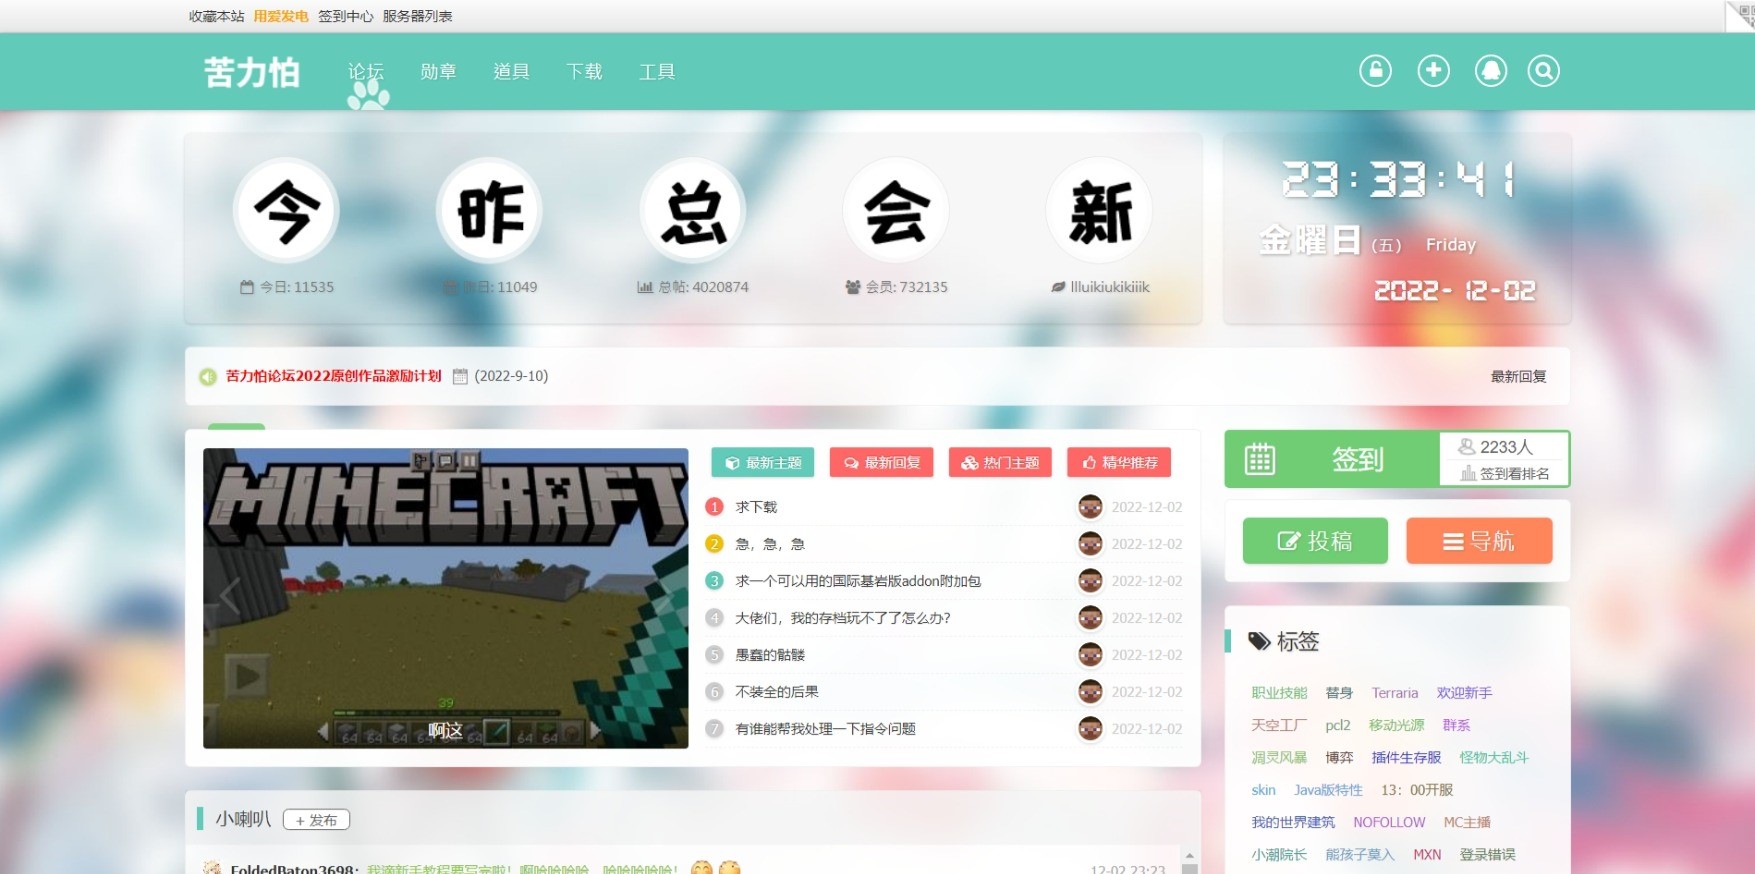 收藏本站 用爱发电 签到中心 服务器列表
苦力怕 论坛 勋章 道具 下载 工具
今 昨 总 会 新
今日: 11535 昨日: 11049 总帖: 4020874 会员: 732135 llluikiukikiiik
23:33:41
金曜日 (五) Friday
2022-12-02
苦力怕论坛2022原创作品激励计划 (2022-9-10) 最新回复
MINECRAFT
39
64 64 64 64 64 64 64
啊这
最新主题 最新回复 热门主题 精华推荐
1 求下载 2022-12-02
2 急，急，急 2022-12-02
3 求一个可以用的国际基岩版addon附加包 2022-12-02
4 大佬们，我的存档玩不了了怎么办? 2022-12-02
5 愚蠢的骷髅 2022-12-02
6 不装全的后果 2022-12-02
7 有谁能帮我处理一下指令问题 2022-12-02
签到 2233人
签到看排名
投稿 导航
标签
职业技能 替身 Terraria 欢迎新手
天空工厂 pcl2 移动光源 群系
凋灵风暴 博弈 插件生存服 怪物大乱斗
skin Java版特性 13：00开服
我的世界建筑 NOFOLLOW MC主播
小潮院长 熊孩子莫入 MXN 登录错误
小喇叭 + 发布
FoldedBaton3698: 我滴新手教程要写完啦！啊哈哈哈哈，哈哈哈哈哈！ 12-02 23:23